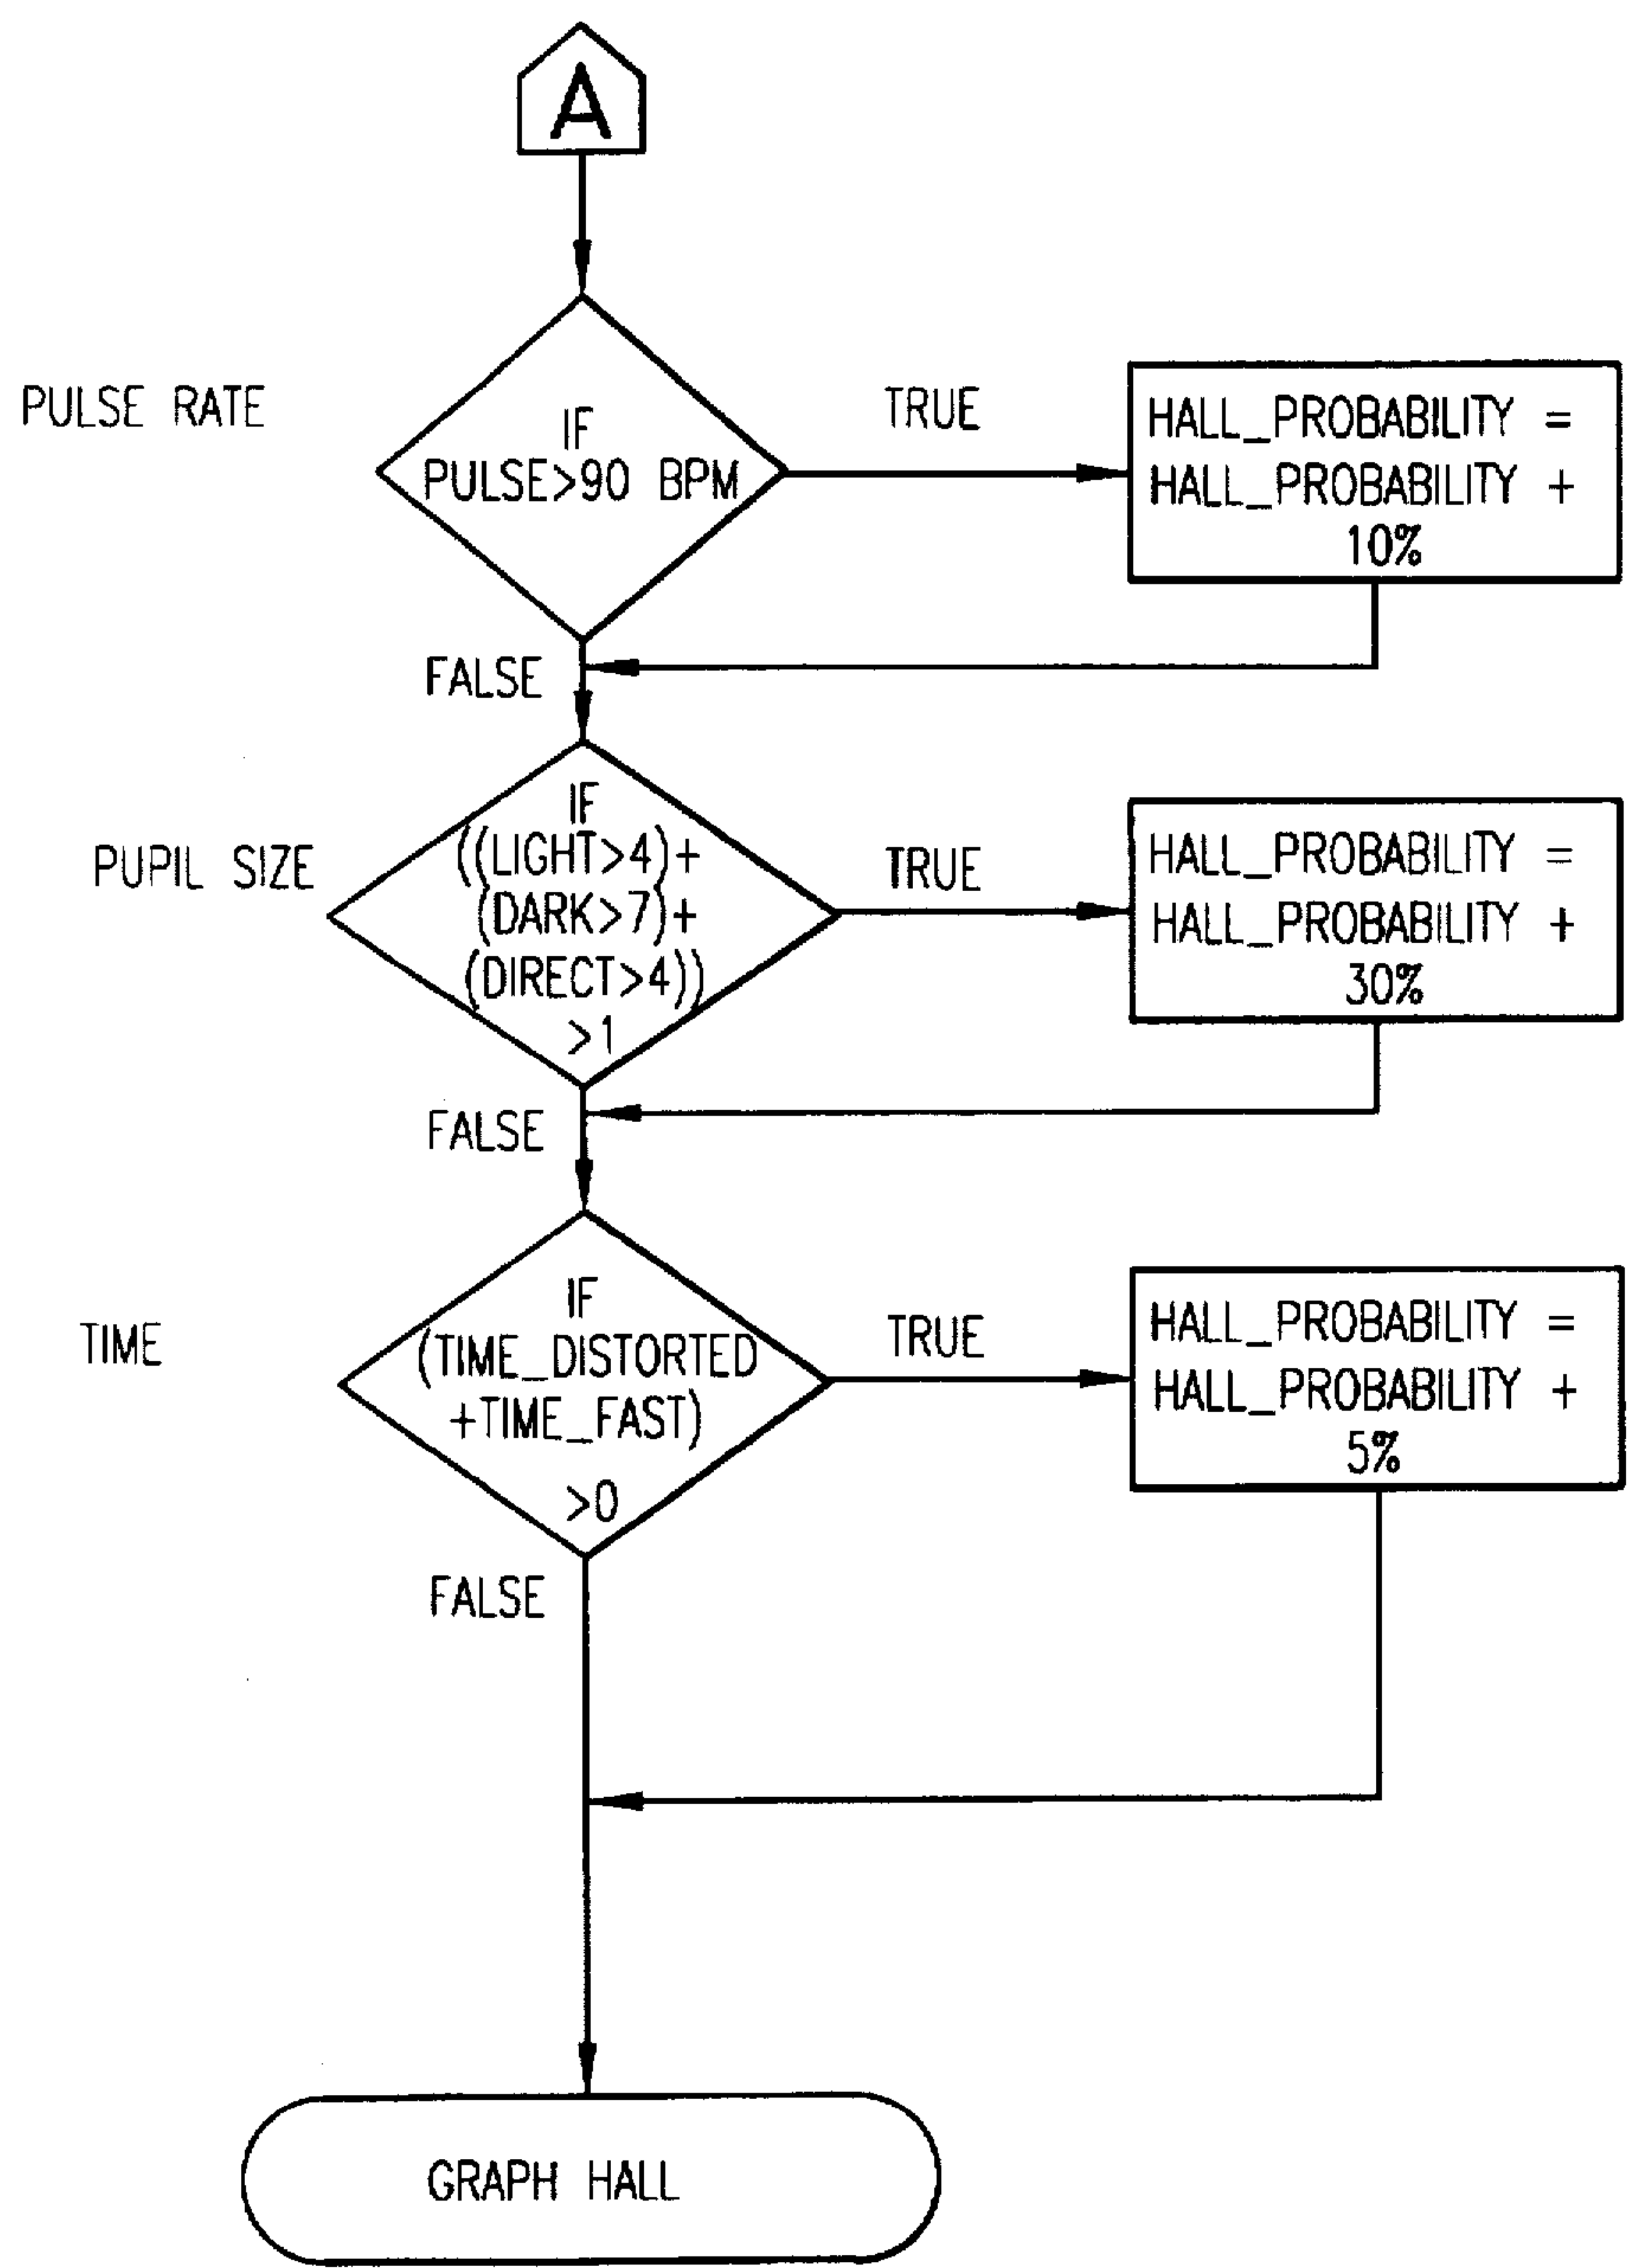 A
PULSE RATE
IF
PULSE>90 BPM
TRUE
HALL_PROBABILITY =
HALL_PROBABILITY +
10%
FALSE
PUPIL SIZE
IF
((LIGHT>4)+
(DARK>7)+
(DIRECT>4))
>1
TRUE
HALL_PROBABILITY =
HALL_PROBABILITY +
30%
FALSE
TIME
IF
(TIME_DISTORTED
+TIME_FAST)
>0
TRUE
HALL_PROBABILITY =
HALL_PROBABILITY +
5%
FALSE
GRAPH HALL